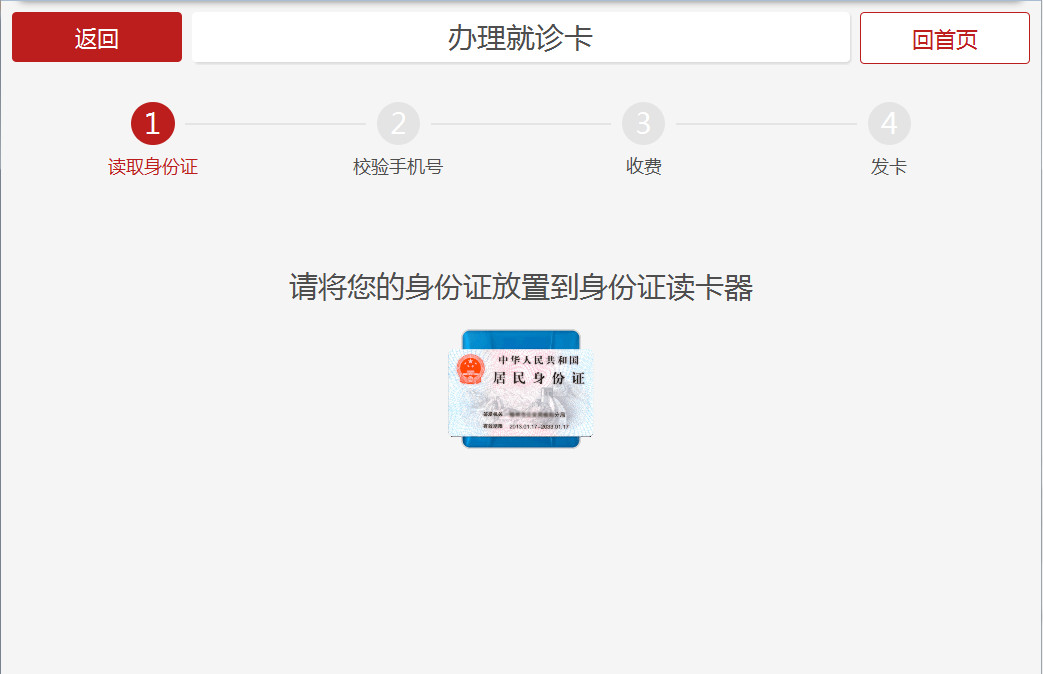 返回
办理就诊卡
回首页
1
2
3
4
读取身份证
校验手机号
收费
发卡
请将您的身份证放置到身份证读卡器
中华人民共和国
居民身份证
签发机关
分局
有效期限 2013.01.17-2033.01.17